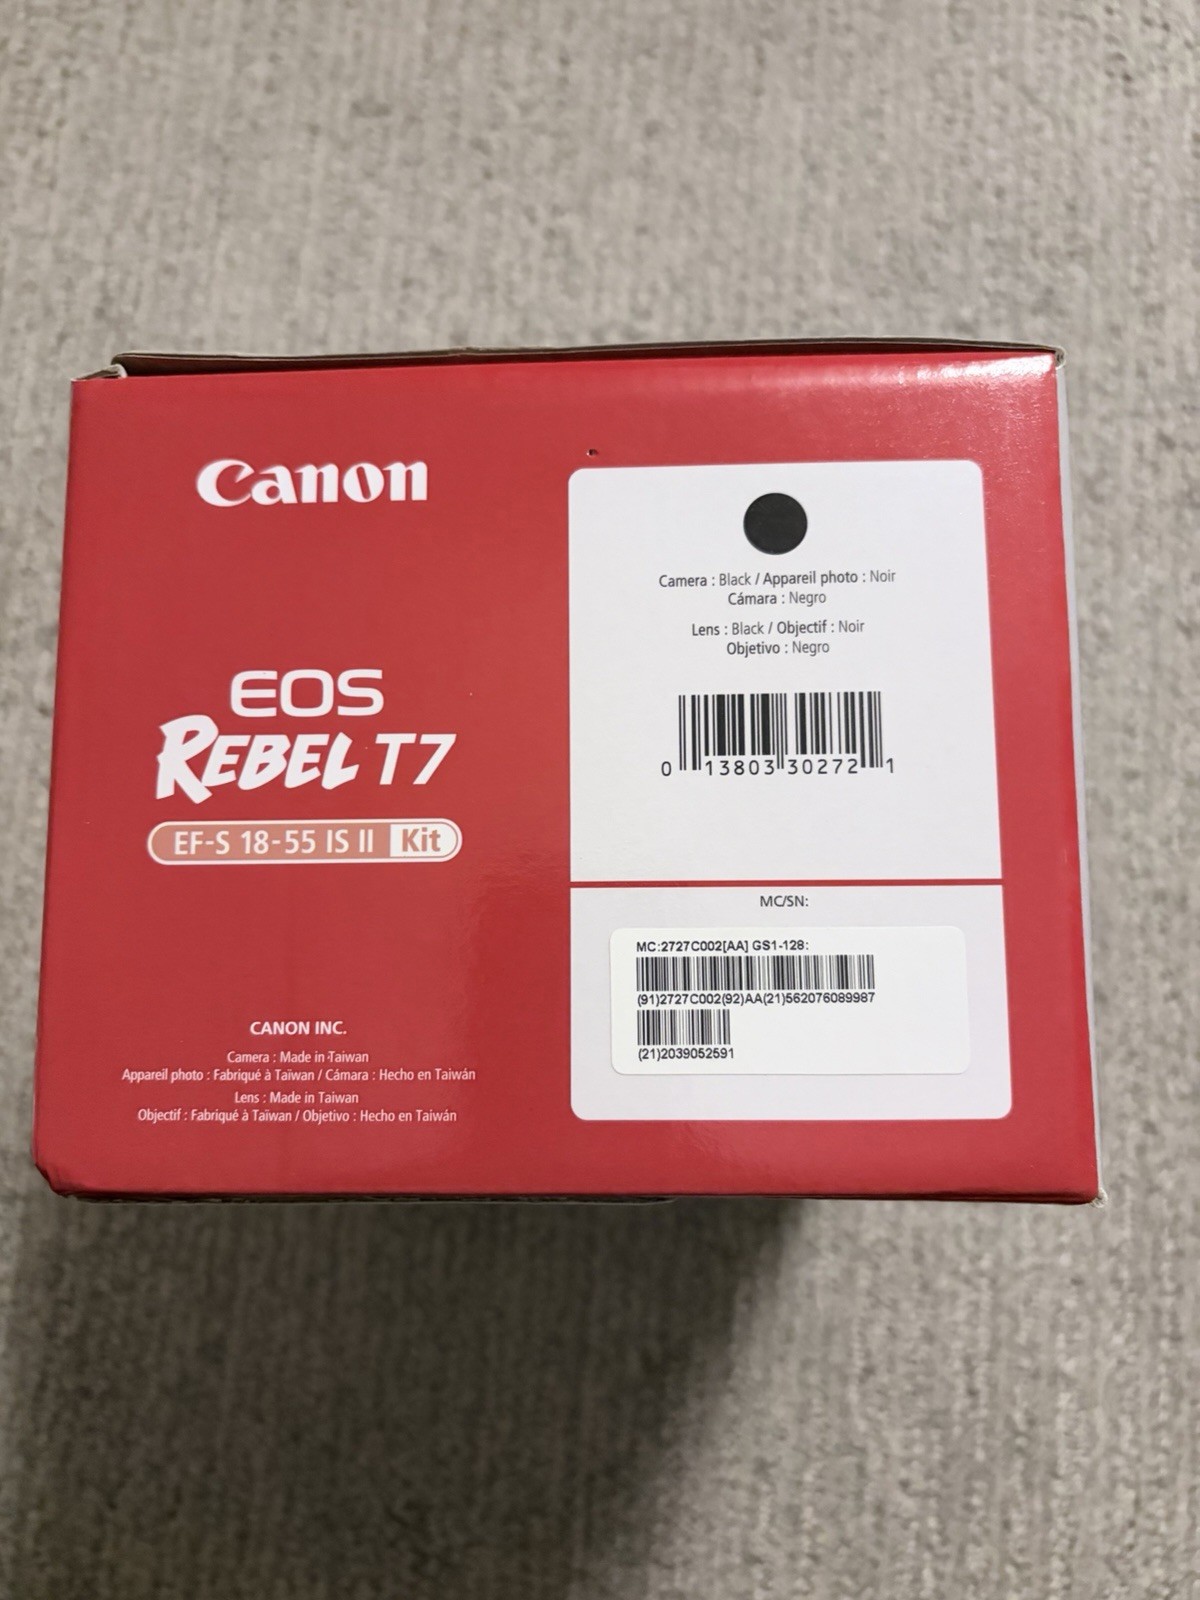 Canon
EOS
REBEL T7
EF-S 18-55 IS II Kit
CANON INC.
Camera : Made in Taiwan
Appareil photo : Fabriqué à Taïwan / Cámara : Hecho en Taiwán
Lens : Made in Taiwan
Objectif : Fabriqué à Taïwan / Objetivo : Hecho en Taiwán
Camera : Black / Appareil photo : Noir
Cámara : Negro
Lens : Black / Objectif : Noir
Objetivo : Negro
0 13803 30272 1
MC/SN:
MC:2727C002[AA] GS1-128:
(91)2727C002(92)AA(21)562076089987
(21)2039052591